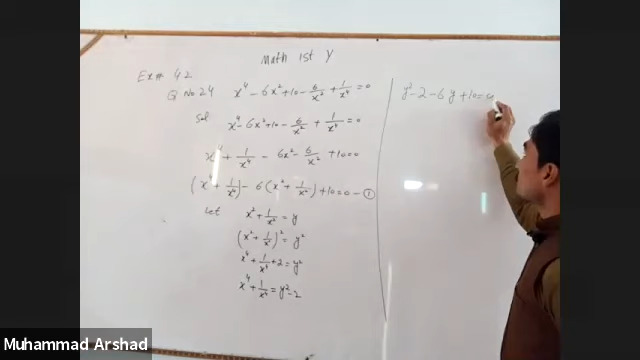 Math 1st Y
Ex# 4.2
Q No 24 x⁴ - 6x² + 10 - 6/x² + 1/x⁴ = 0
Sol x⁴ - 6x² + 10 - 6/x² + 1/x⁴ = 0
x⁴ + 1/x⁴ - 6x² - 6/x² + 10 = 0
(x⁴ + 1/x⁴) - 6(x² + 1/x²) + 10 = 0 - ①
let x² + 1/x² = y
(x² + 1/x²)² = y²
x⁴ + 1/x⁴ + 2 = y²
x⁴ + 1/x⁴ = y² - 2
y² - 2 - 6y + 10 = 0
Muhammad Arshad